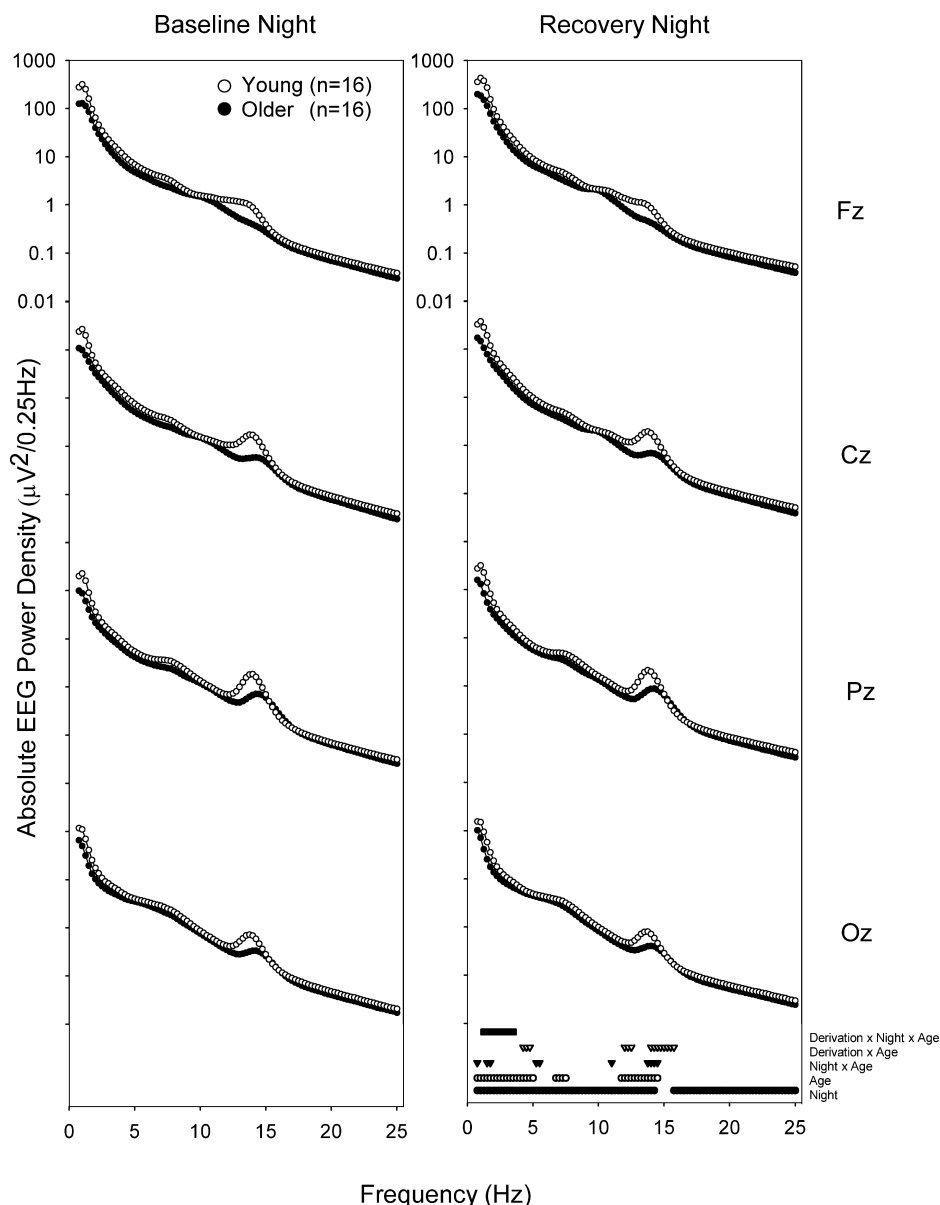 Baseline Night
Recovery Night
1000
100
10
1
0.1
0.01
1000
100
10
1
0.1
0.01
Young (n=16)
Older (n=16)
Fz
Cz
Pz
Oz
Absolute EEG Power Density (μV2/0.25Hz)
Derivation x Night x Age
Derivation x Age
Night x Age
Age
Night
0 5 10 15 20 25
0 5 10 15 20 25
Frequency (Hz)